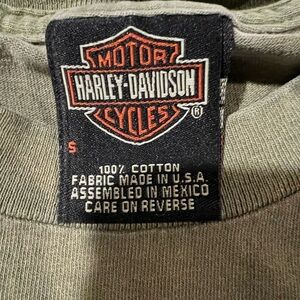 MOTOR
HARLEY-DAVIDSON
CYCLES
®
S
100% COTTON
FABRIC MADE IN U.S.A.
ASSEMBLED IN MEXICO
CARE ON REVERSE